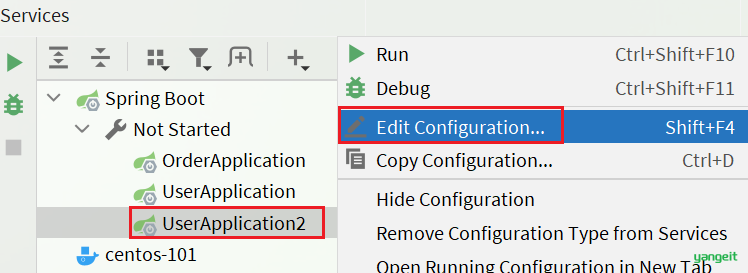 Services
Spring Boot
Not Started
OrderApplication
UserApplication
UserApplication2
centos-101
Run Ctrl+Shift+F10
Debug Ctrl+Shift+F11
Edit Configuration... Shift+F4
Copy Configuration... Ctrl+D
Hide Configuration
Remove Configuration Type from Services
Open Running Configuration in New Tab
yangeit